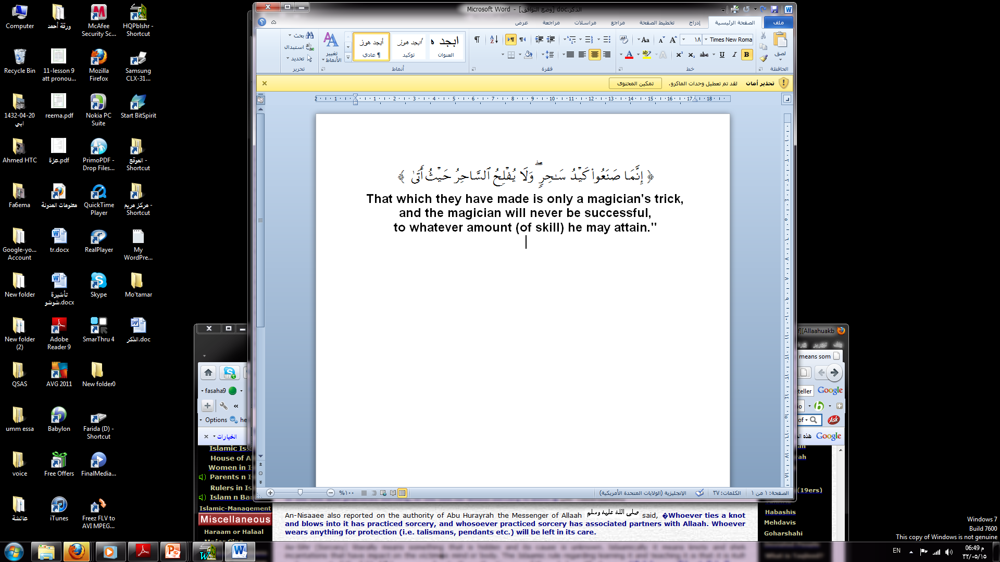 Computer
ورقة أحمد
McAfee
Security Sc...
HQPblshr -
Shortcut
Recycle Bin
11-lesson 9
att pronou...
Mozilla
Firefox
Samsung
CLX-31...
1432-04-20
ابي
reema.pdf
Nokia PC
Suite
Start BitSpirit
Ahmed HTC
عزة.pdf
PrimoPDF -
Drop Files...
الموقع -
Shortcut
Fa6ema
معلومات المدونة
QuickTime
Player
مركز مريم -
Shortcut
Google-yo...
Account
tr.docx
RealPlayer
My
WordPre...
New folder
تأشيرة
شوشو.docx
Skype
Mo'tamar
New folder
(2)
Adobe
Reader 9
SmarThru 4
الذكر.doc
QSAS
AVG 2011
New folder0
umm essa
Babylon
Farida (D) -
Shortcut
voice
Free Offers
FinalMedia...
عائشة
iTunes
Freez FLV to
AVI MPEG...
الذكر.doc [وضع التوافق] - Microsoft Word
ملف
الصفحة الرئيسية
إدراج
تخطيط الصفحة
مراجع
مراسلات
مراجعة
عرض
لصق
الحافظة
Times New Roma
١٨
خط
فقرة
أبجد ه
العنوان
أبجد هوز
توكيد
أبجد هوز
¶ عادي
تغيير
الأنماط
أنماط
بحث
استبدال
تحديد
تحرير
تحذير أمان
لقد تم تعطيل وحدات الماكرو.
تمكين المحتوى
2 1 1 2 3 4 5 6 7 8 9 10 11 12 13 14 15 16 17 18
﴿ إِنَّمَا صَنَعُوا۟ كَيْدُ سَـٰحِرٍۢ ۖ وَلَا يُفْلِحُ ٱلسَّاحِرُ حَيْثُ أَتَىٰ ﴾
That which they have made is only a magician's trick,
and the magician will never be successful,
to whatever amount (of skill) he may attain."
الصفحة: ١ من ١
الكلمات: ٣٧
الإنجليزية (الولايات المتحدة الأمريكية)
%١٠٠
f][Allaahuakb
means som
fasaha9
Options
he
الخيارات
eteller
Google
Ask
Google
هذه
Islamic Is
House of A
Women in I
Parents n I
Rulers in Is
Islam n Ba
Islamic-Management
Miscellaneous
Haraam or Halaal
(19ers)
Habashis
Mehdavis
Goharshahi
An-Nisaaee also reported on the authority of Abu Hurayrah the Messenger of Allaah صلى الله عليه وسلم said, �Whoever ties a knot
and blows into it has practiced sorcery, and whosoever practiced sorcery has associated partners with Allaah. Whoever
wears anything for protection (i.e. talismans, pendants etc.) will be left in its care.
Windows 7
Build 7600
This copy of Windows is not genuine
EN
06:49 م
٣٢/٠٥/١٥